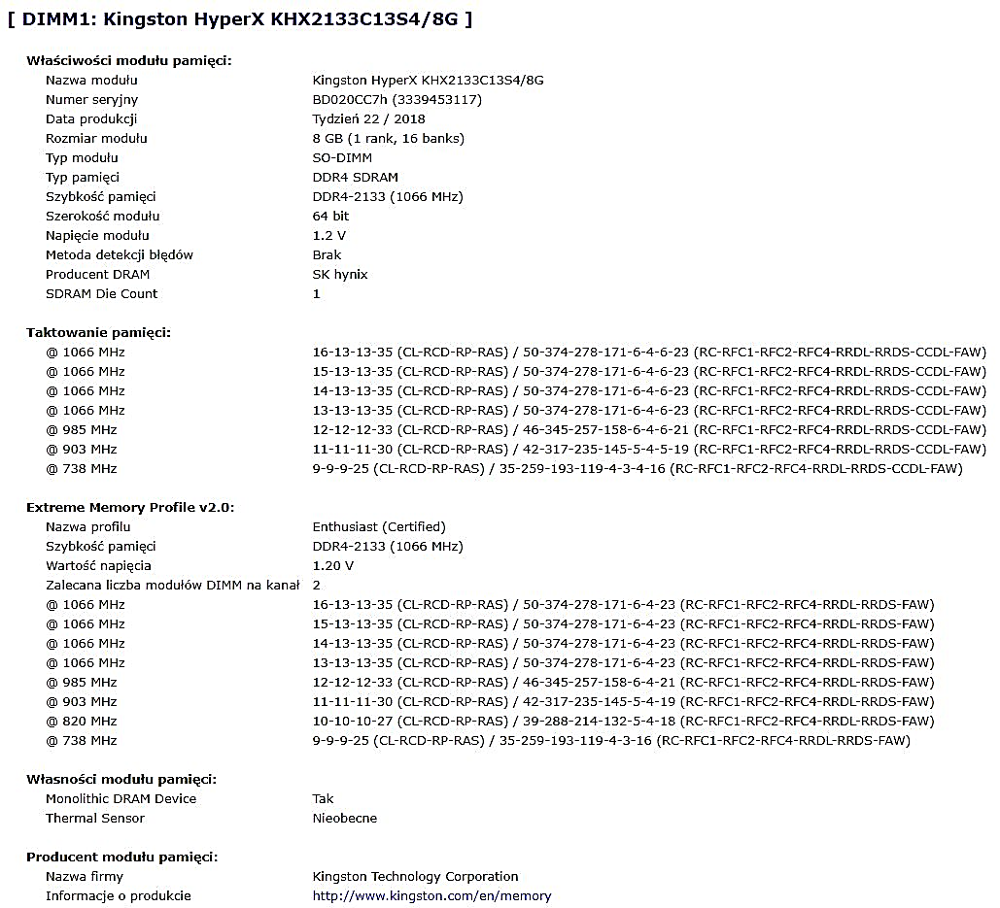 [ DIMM1: Kingston HyperX KHX2133C13S4/8G ]
Właściwości modułu pamięci:
Nazwa modułu Kingston HyperX KHX2133C13S4/8G
Numer seryjny BD020CC7h (3339453117)
Data produkcji Tydzień 22 / 2018
Rozmiar modułu 8 GB (1 rank, 16 banks)
Typ modułu SO-DIMM
Typ pamięci DDR4 SDRAM
Szybkość pamięci DDR4-2133 (1066 MHz)
Szerokość modułu 64 bit
Napięcie modułu 1.2 V
Metoda detekcji błędów Brak
Producent DRAM SK hynix
SDRAM Die Count 1
Taktowanie pamięci:
@ 1066 MHz 16-13-13-35 (CL-RCD-RP-RAS) / 50-374-278-171-6-4-6-23 (RC-RFC1-RFC2-RFC4-RRDL-RRDS-CCDL-FAW)
@ 1066 MHz 15-13-13-35 (CL-RCD-RP-RAS) / 50-374-278-171-6-4-6-23 (RC-RFC1-RFC2-RFC4-RRDL-RRDS-CCDL-FAW)
@ 1066 MHz 14-13-13-35 (CL-RCD-RP-RAS) / 50-374-278-171-6-4-6-23 (RC-RFC1-RFC2-RFC4-RRDL-RRDS-CCDL-FAW)
@ 1066 MHz 13-13-13-35 (CL-RCD-RP-RAS) / 50-374-278-171-6-4-6-23 (RC-RFC1-RFC2-RFC4-RRDL-RRDS-CCDL-FAW)
@ 985 MHz 12-12-12-33 (CL-RCD-RP-RAS) / 46-345-257-158-6-4-6-21 (RC-RFC1-RFC2-RFC4-RRDL-RRDS-CCDL-FAW)
@ 903 MHz 11-11-11-30 (CL-RCD-RP-RAS) / 42-317-235-145-5-4-5-19 (RC-RFC1-RFC2-RFC4-RRDL-RRDS-CCDL-FAW)
@ 738 MHz 9-9-9-25 (CL-RCD-RP-RAS) / 35-259-193-119-4-3-4-16 (RC-RFC1-RFC2-RFC4-RRDL-RRDS-CCDL-FAW)
Extreme Memory Profile v2.0:
Nazwa profilu Enthusiast (Certified)
Szybkość pamięci DDR4-2133 (1066 MHz)
Wartość napięcia 1.20 V
Zalecana liczba modułów DIMM na kanał 2
@ 1066 MHz 16-13-13-35 (CL-RCD-RP-RAS) / 50-374-278-171-6-4-23 (RC-RFC1-RFC2-RFC4-RRDL-RRDS-FAW)
@ 1066 MHz 15-13-13-35 (CL-RCD-RP-RAS) / 50-374-278-171-6-4-23 (RC-RFC1-RFC2-RFC4-RRDL-RRDS-FAW)
@ 1066 MHz 14-13-13-35 (CL-RCD-RP-RAS) / 50-374-278-171-6-4-23 (RC-RFC1-RFC2-RFC4-RRDL-RRDS-FAW)
@ 1066 MHz 13-13-13-35 (CL-RCD-RP-RAS) / 50-374-278-171-6-4-23 (RC-RFC1-RFC2-RFC4-RRDL-RRDS-FAW)
@ 985 MHz 12-12-12-33 (CL-RCD-RP-RAS) / 46-345-257-158-6-4-21 (RC-RFC1-RFC2-RFC4-RRDL-RRDS-FAW)
@ 903 MHz 11-11-11-30 (CL-RCD-RP-RAS) / 42-317-235-145-5-4-19 (RC-RFC1-RFC2-RFC4-RRDL-RRDS-FAW)
@ 820 MHz 10-10-10-27 (CL-RCD-RP-RAS) / 39-288-214-132-5-4-18 (RC-RFC1-RFC2-RFC4-RRDL-RRDS-FAW)
@ 738 MHz 9-9-9-25 (CL-RCD-RP-RAS) / 35-259-193-119-4-3-16 (RC-RFC1-RFC2-RFC4-RRDL-RRDS-FAW)
Własności modułu pamięci:
Monolithic DRAM Device Tak
Thermal Sensor Nieobecne
Producent modułu pamięci:
Nazwa firmy Kingston Technology Corporation
Informacje o produkcie http://www.kingston.com/en/memory